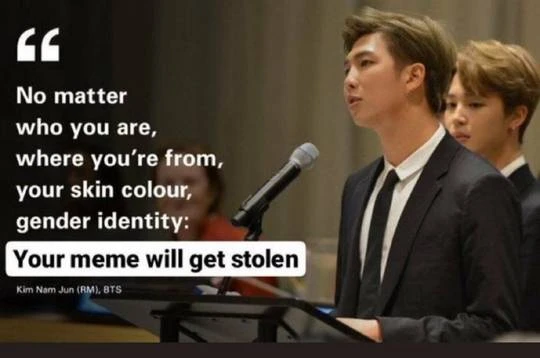 “
No matter
who you are,
where you're from,
your skin colour,
gender identity:
Your meme will get stolen
Kim Nam Jun (RM), BTS